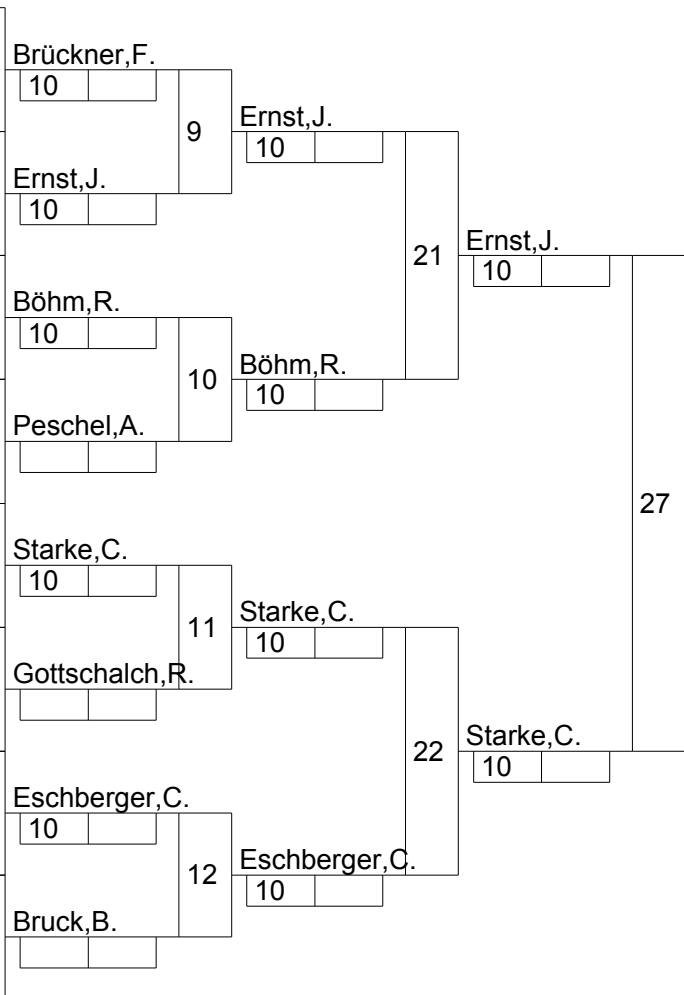 Brückner,F.
10
9
Ernst,J.
10
Ernst,J.
10
21
Ernst,J.
10
Böhm,R.
10
10
Böhm,R.
10
Peschel,A.
27
Starke,C.
10
11
Starke,C.
10
Gottschalch,R.
22
Starke,C.
10
Eschberger,C.
10
12
Eschberger,C.
10
Bruck,B.